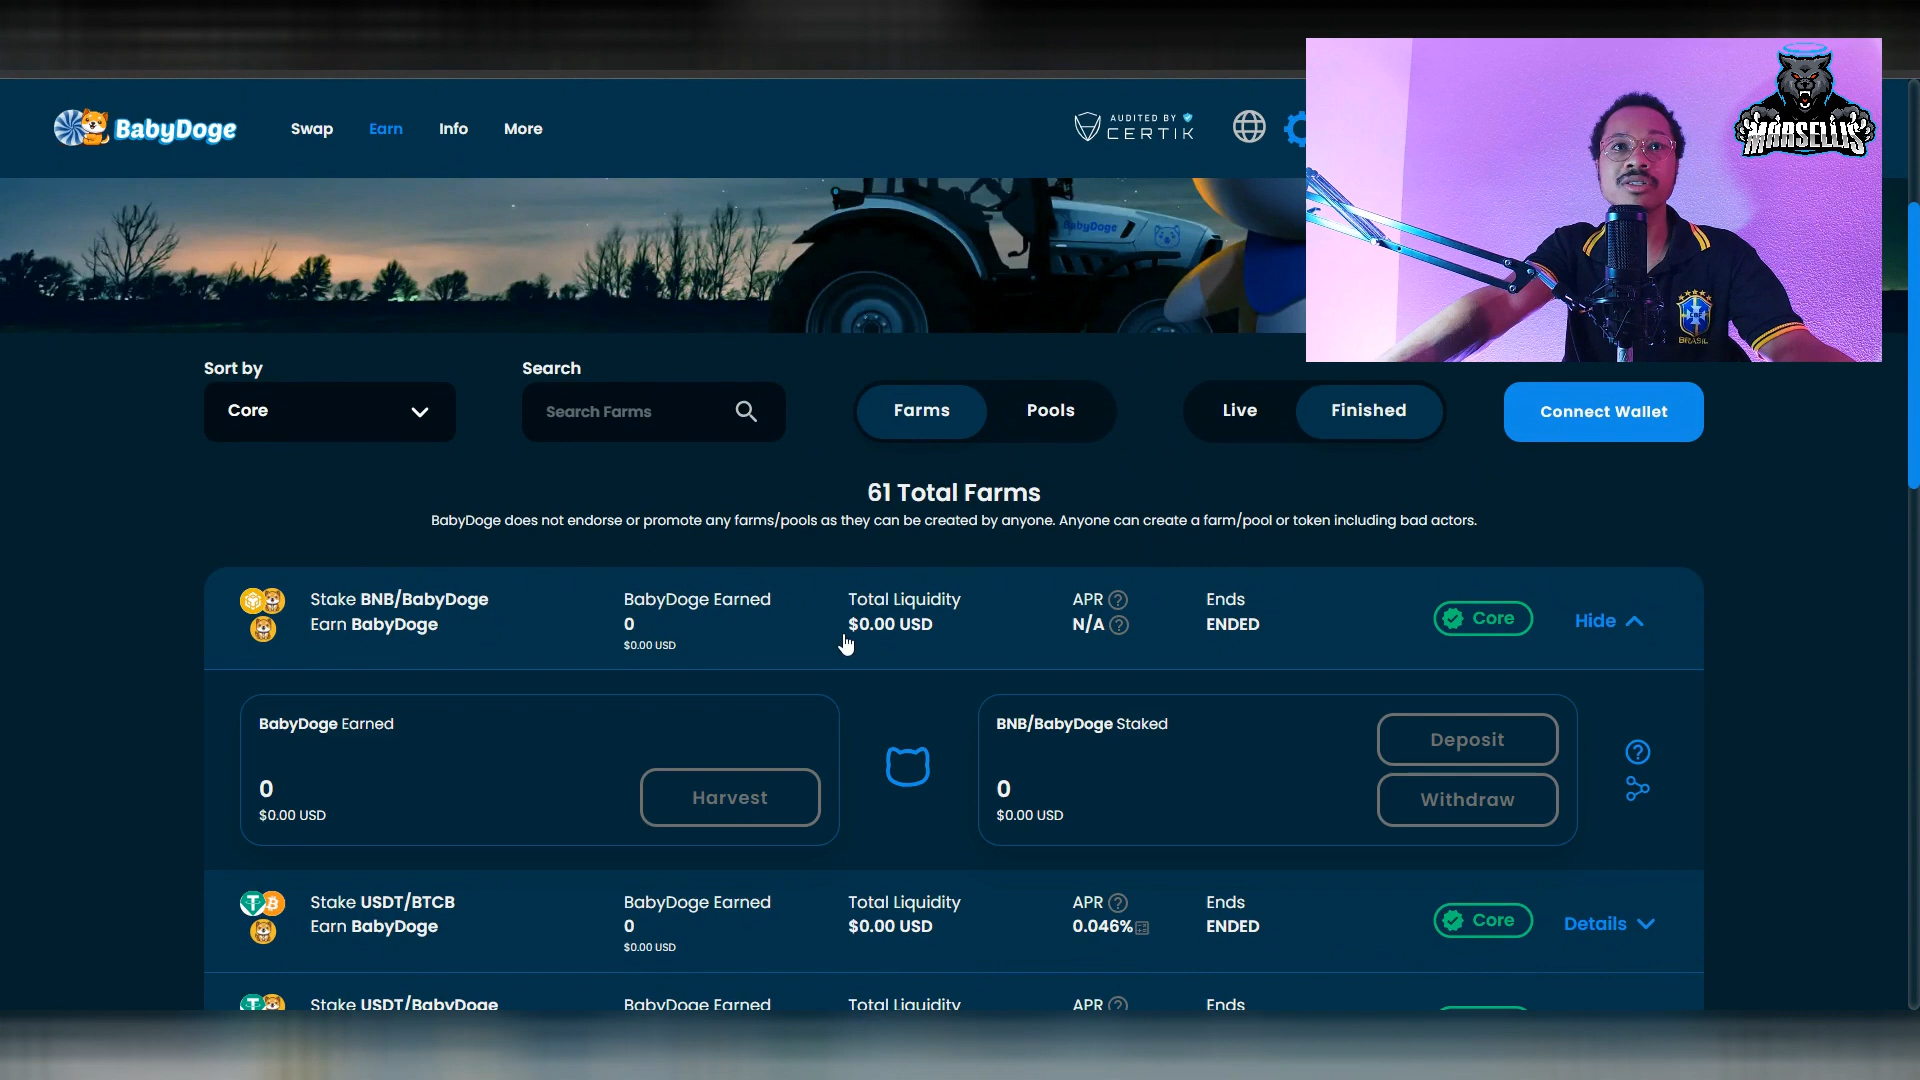 BabyDoge
Swap
Earn
Info
More
AUDITED BY
CERTIK
MARSELLIS
BabyDoge
BRASIL
Sort by
Core
Search
Search Farms
Farms
Pools
Live
Finished
Connect Wallet
61 Total Farms
BabyDoge does not endorse or promote any farms/pools as they can be created by anyone. Anyone can create a farm/pool or token including bad actors.
Stake BNB/BabyDoge
Earn BabyDoge
BabyDoge Earned
0
$0.00 USD
Total Liquidity
$0.00 USD
APR ?
N/A ?
Ends
ENDED
Core
Hide
BabyDoge Earned
0
$0.00 USD
Harvest
BNB/BabyDoge Staked
0
$0.00 USD
Deposit
Withdraw
?
Stake USDT/BTCB
Earn BabyDoge
BabyDoge Earned
0
$0.00 USD
Total Liquidity
$0.00 USD
APR ?
0.046%
Ends
ENDED
Core
Details
Stake USDT/BabyDoge
BabyDoge Earned
Total Liquidity
APR ?
Ends